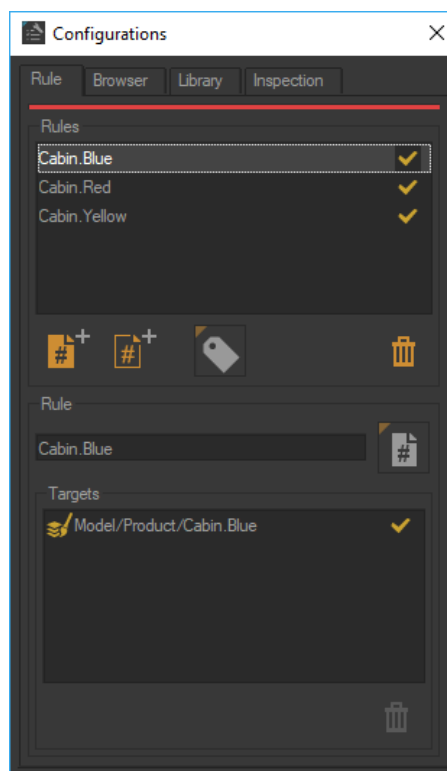 Configurations
Rule Browser Library Inspection
Rules
Cabin.Blue
Cabin.Red
Cabin.Yellow
# + # +
Rule
Cabin.Blue #
Targets
Model/Product/Cabin.Blue